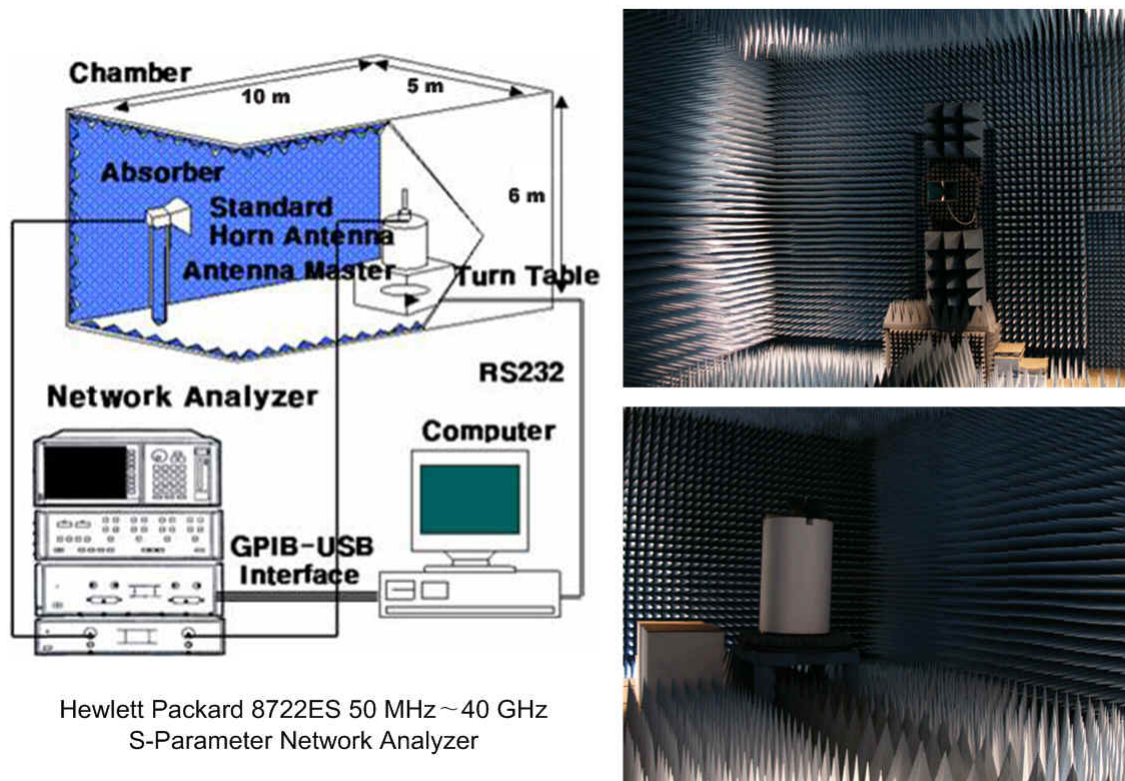 Chamber
10 m
5 m
6 m
Absorber
Standard
Horn Antenna
Antenna Master
Turn Table
RS232
Network Analyzer
Computer
GPIB-USB
Interface
Hewlett Packard 8722ES 50 MHz～40 GHz
S-Parameter Network Analyzer